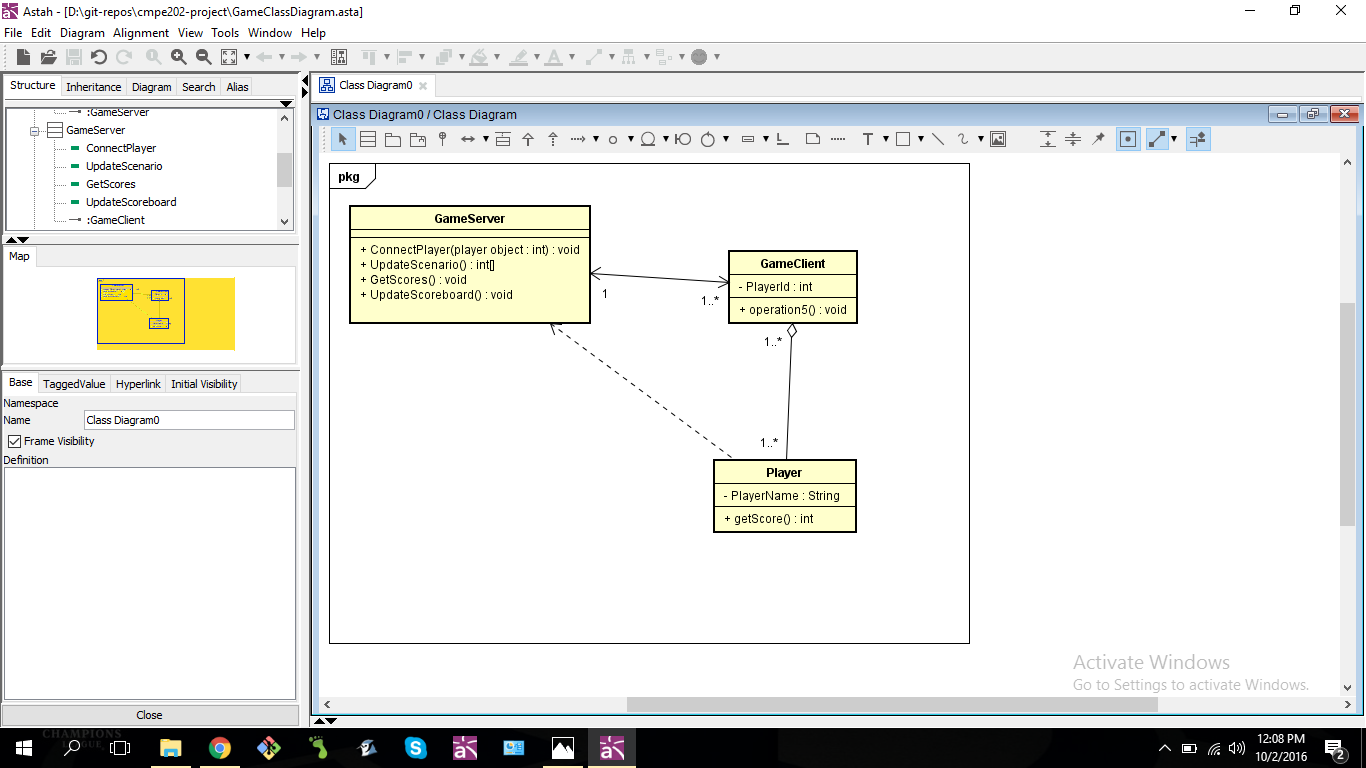 Astah - [D:\git-repos\cmpe202-project\GameClassDiagram.asta]
File Edit Diagram Alignment View Tools Window Help
Structure Inheritance Diagram Search Alias
:GameServer
GameServer
ConnectPlayer
UpdateScenario
GetScores
UpdateScoreboard
:GameClient
Map
Base TaggedValue Hyperlink Initial Visibility
Namespace
Name Class Diagram0
Frame Visibility
Definition
Close
Class Diagram0
Class Diagram0 / Class Diagram
pkg
GameServer
+ ConnectPlayer(player object : int) : void
+ UpdateScenario() : int[]
+ GetScores() : void
+ UpdateScoreboard() : void
1
1..*
GameClient
- PlayerId : int
+ operation5() : void
1..*
1..*
Player
- PlayerName : String
+ getScore() : int
Activate Windows
Go to Settings to activate Windows.
CHAMPIONS
12:08 PM
10/2/2016
2